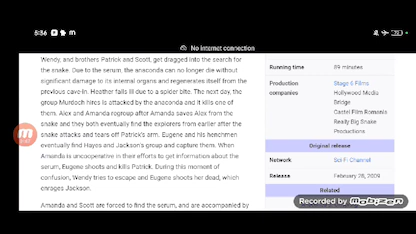 5:36
No internet connection
Wendy, and brothers Patrick and Scott, get dragged into the search for
the snake. Due to the serum, the anaconda can no longer die without
significant damage to its internal organs and regenerates itself from the
previous cave-in. Heather falls ill due to a spider bite. The next day, the
group Murdoch hires is attacked by the anaconda and it kills one of
them. Alex and Amanda regroup after Amanda saves Alex from the
snake and they both eventually find the explorers from earlier after the
snake attacks and tears off Patrick's arm. Eugene and his henchmen
eventually find Hayes and Jackson's group and capture them. When
Amanda is uncooperative in their efforts to get information about the
serum, Eugene shoots and kills Patrick. During this moment of
confusion, Wendy tries to escape and Eugene shoots her dead, which
enrages Jackson.
Amanda and Scott are forced to find the serum, and are accompanied by
Running time 89 minutes
Production companies Stage 6 Films
Hollywood Media
Bridge
Castel Film Romania
Really Big Snake
Productions
Original release
Network Sci Fi Channel
Release February 28, 2009
Related
Recorded by mobizen